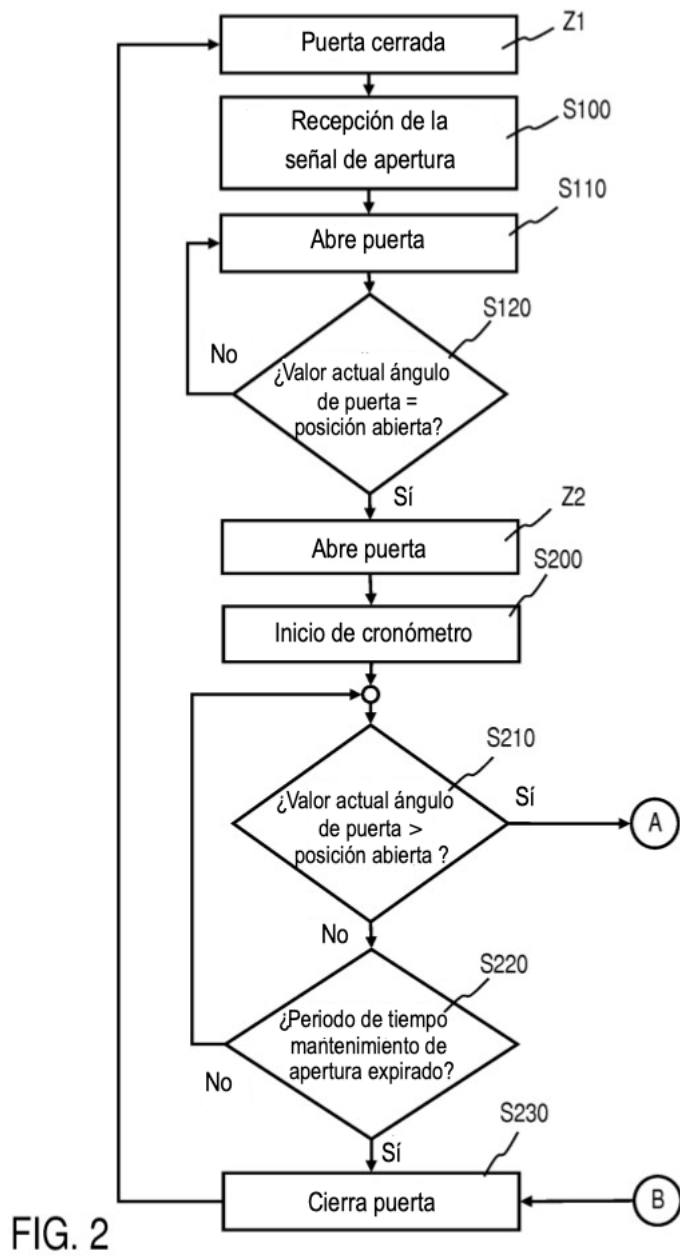 Puerta cerrada
Z1
Recepción de la
señal de apertura
S100
Abre puerta
S110
S120
No
¿Valor actual ángulo
de puerta =
posición abierta?
Sí
Z2
Abre puerta
S200
Inicio de cronómetro
S210
¿Valor actual ángulo
de puerta >
posición abierta ?
Sí
A
No
S220
¿Periodo de tiempo
mantenimiento de
apertura expirado?
No
Sí
S230
Cierra puerta
B
FIG. 2